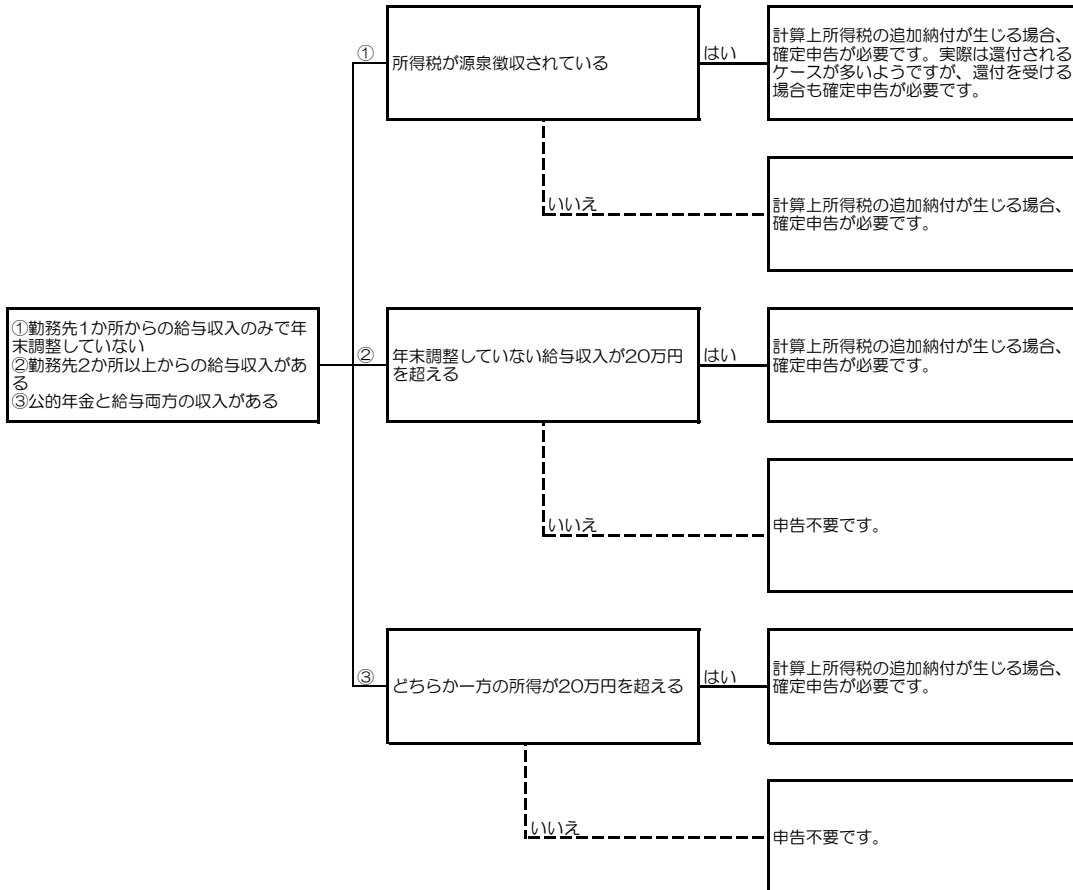 ①勤務先1か所からの給与収入のみで年
末調整していない
②勤務先2か所以上からの給与収入があ
る
③公的年金と給与両方の収入がある
①
所得税が源泉徴収されている
はい
計算上所得税の追加納付が生じる場合、
確定申告が必要です。実際は還付される
ケースが多いようですが、還付を受ける
場合も確定申告が必要です。
いいえ
計算上所得税の追加納付が生じる場合、
確定申告が必要です。
②
年末調整していない給与収入が20万円
を超える
はい
計算上所得税の追加納付が生じる場合、
確定申告が必要です。
いいえ
申告不要です。
③
どちらか一方の所得が20万円を超える
はい
計算上所得税の追加納付が生じる場合、
確定申告が必要です。
いいえ
申告不要です。